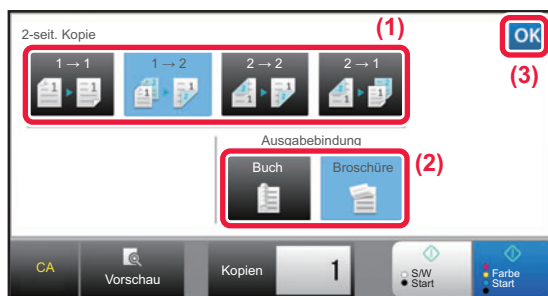 (1)
2-seit. Kopie
OK
1 → 1
1 → 2
2 → 2
2 → 1
(3)
Ausgabebindung
Buch
Broschüre
(2)
CA
Vorschau
Kopien
1
S/W
Start
Farbe
Start